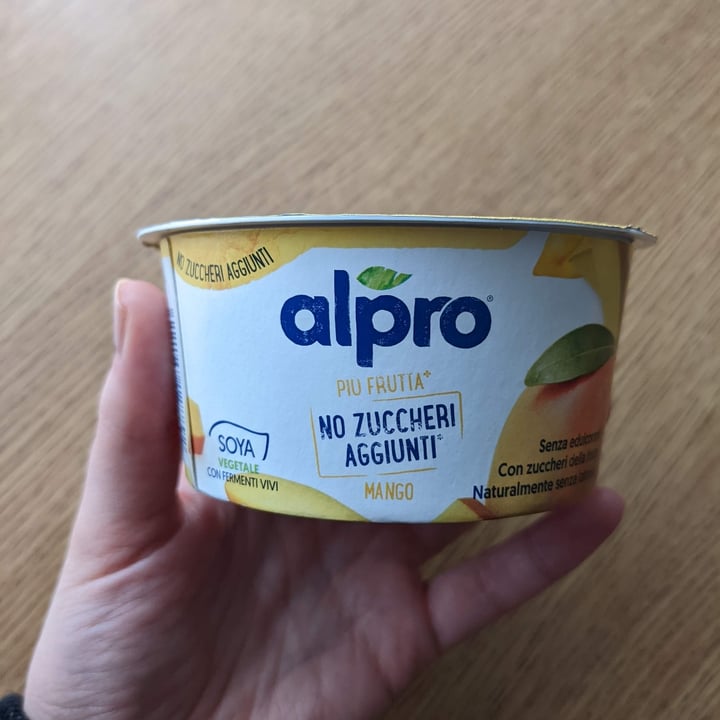 NO ZUCCHERI AGGIUNTI
alpro®
PIU FRUTTA+
NO ZUCCHERI
AGGIUNTI*
MANGO
SOYA
VEGETALE
CON FERMENTI VIVI
Senza
Con zuccheri della
Naturalmente senza